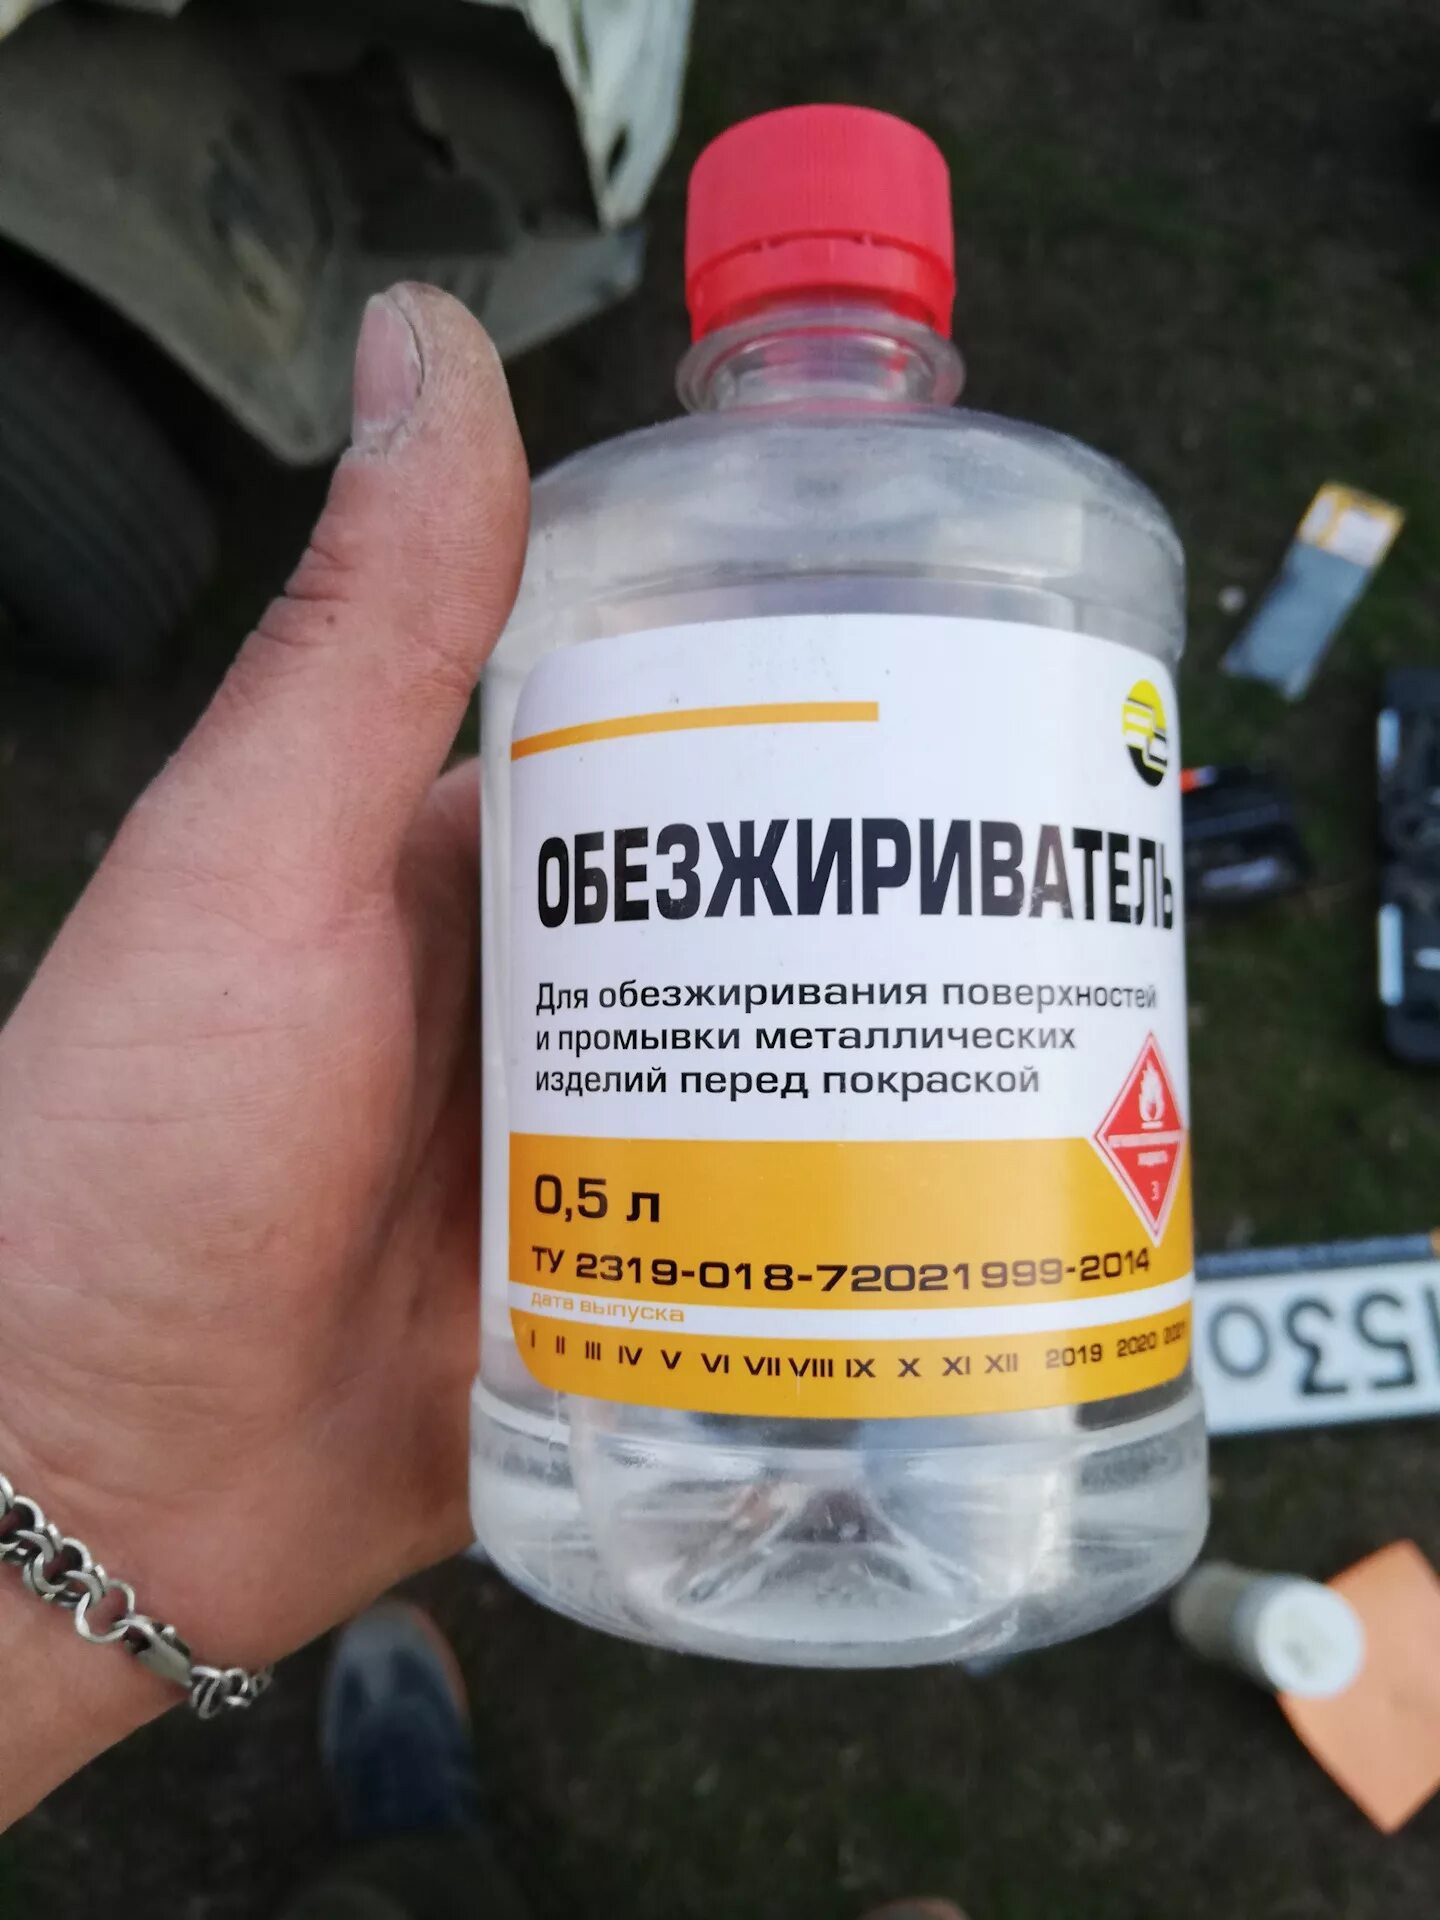 ОБЕЗЖИРИВАТЕЛЬ
Для обезжиривания поверхностей
и промывки металлических
изделий перед покраской
0,5 л
ТУ 2319-018-72021999-2014
дата выпуска
I II III IV V VI VII VIII IX X XI XII 2019 2020 2021
3
530